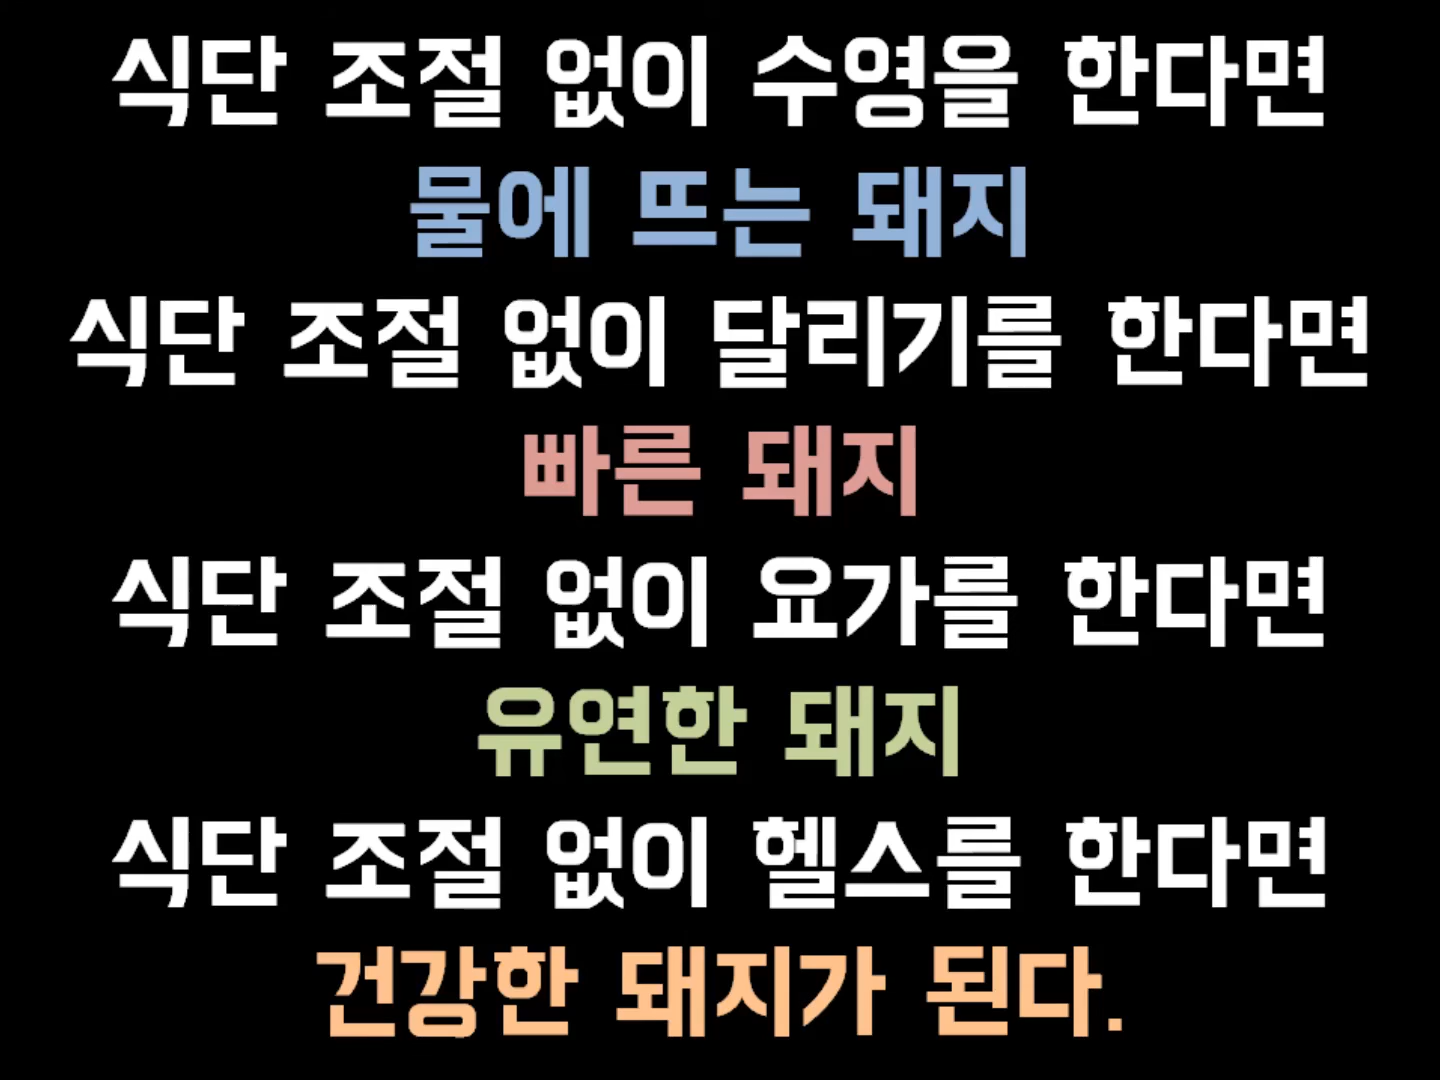 식단 조절 없이 수영을 한다면
물에 뜨는 돼지
식단 조절 없이 달리기를 한다면
빠른 돼지
식단 조절 없이 요가를 한다면
유연한 돼지
식단 조절 없이 헬스를 한다면
건강한 돼지가 된다.